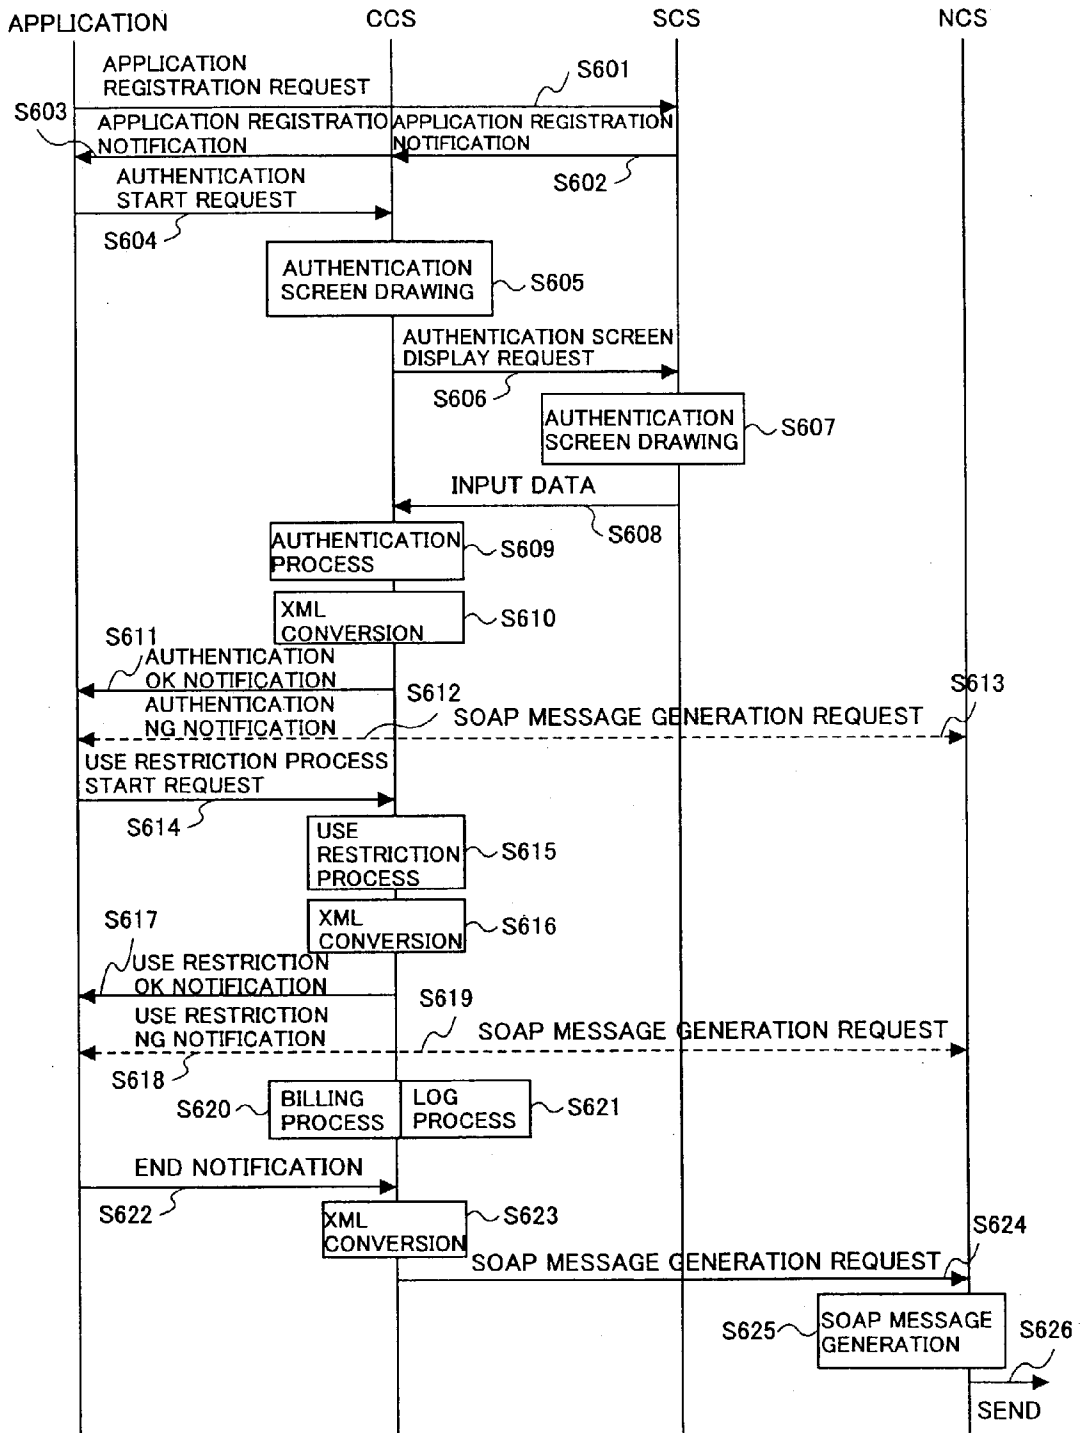 APPLICATION
CCS
SCS
NCS
APPLICATION
REGISTRATION REQUEST
S601
S603
APPLICATION REGISTRATIO
NOTIFICATION
APPLICATION REGISTRATION
NOTIFICATION
S602
AUTHENTICATION
START REQUEST
S604
AUTHENTICATION
SCREEN DRAWING
S605
AUTHENTICATION SCREEN
DISPLAY REQUEST
S606
AUTHENTICATION
SCREEN DRAWING
S607
INPUT DATA
S608
AUTHENTICATION
PROCESS
S609
XML
CONVERSION
S610
S611
AUTHENTICATION
OK NOTIFICATION
AUTHENTICATION
NG NOTIFICATION
S612
SOAP MESSAGE GENERATION REQUEST
S613
USE RESTRICTION PROCESS
START REQUEST
S614
USE
RESTRICTION
PROCESS
S615
XML
CONVERSION
S616
S617
USE RESTRICTION
OK NOTIFICATION
USE RESTRICTION
NG NOTIFICATION
S619
SOAP MESSAGE GENERATION REQUEST
S618
S620
BILLING
PROCESS
LOG
PROCESS
S621
END NOTIFICATION
S622
XML
CONVERSION
S623
SOAP MESSAGE GENERATION REQUEST
S624
S625
SOAP MESSAGE
GENERATION
S626
SEND